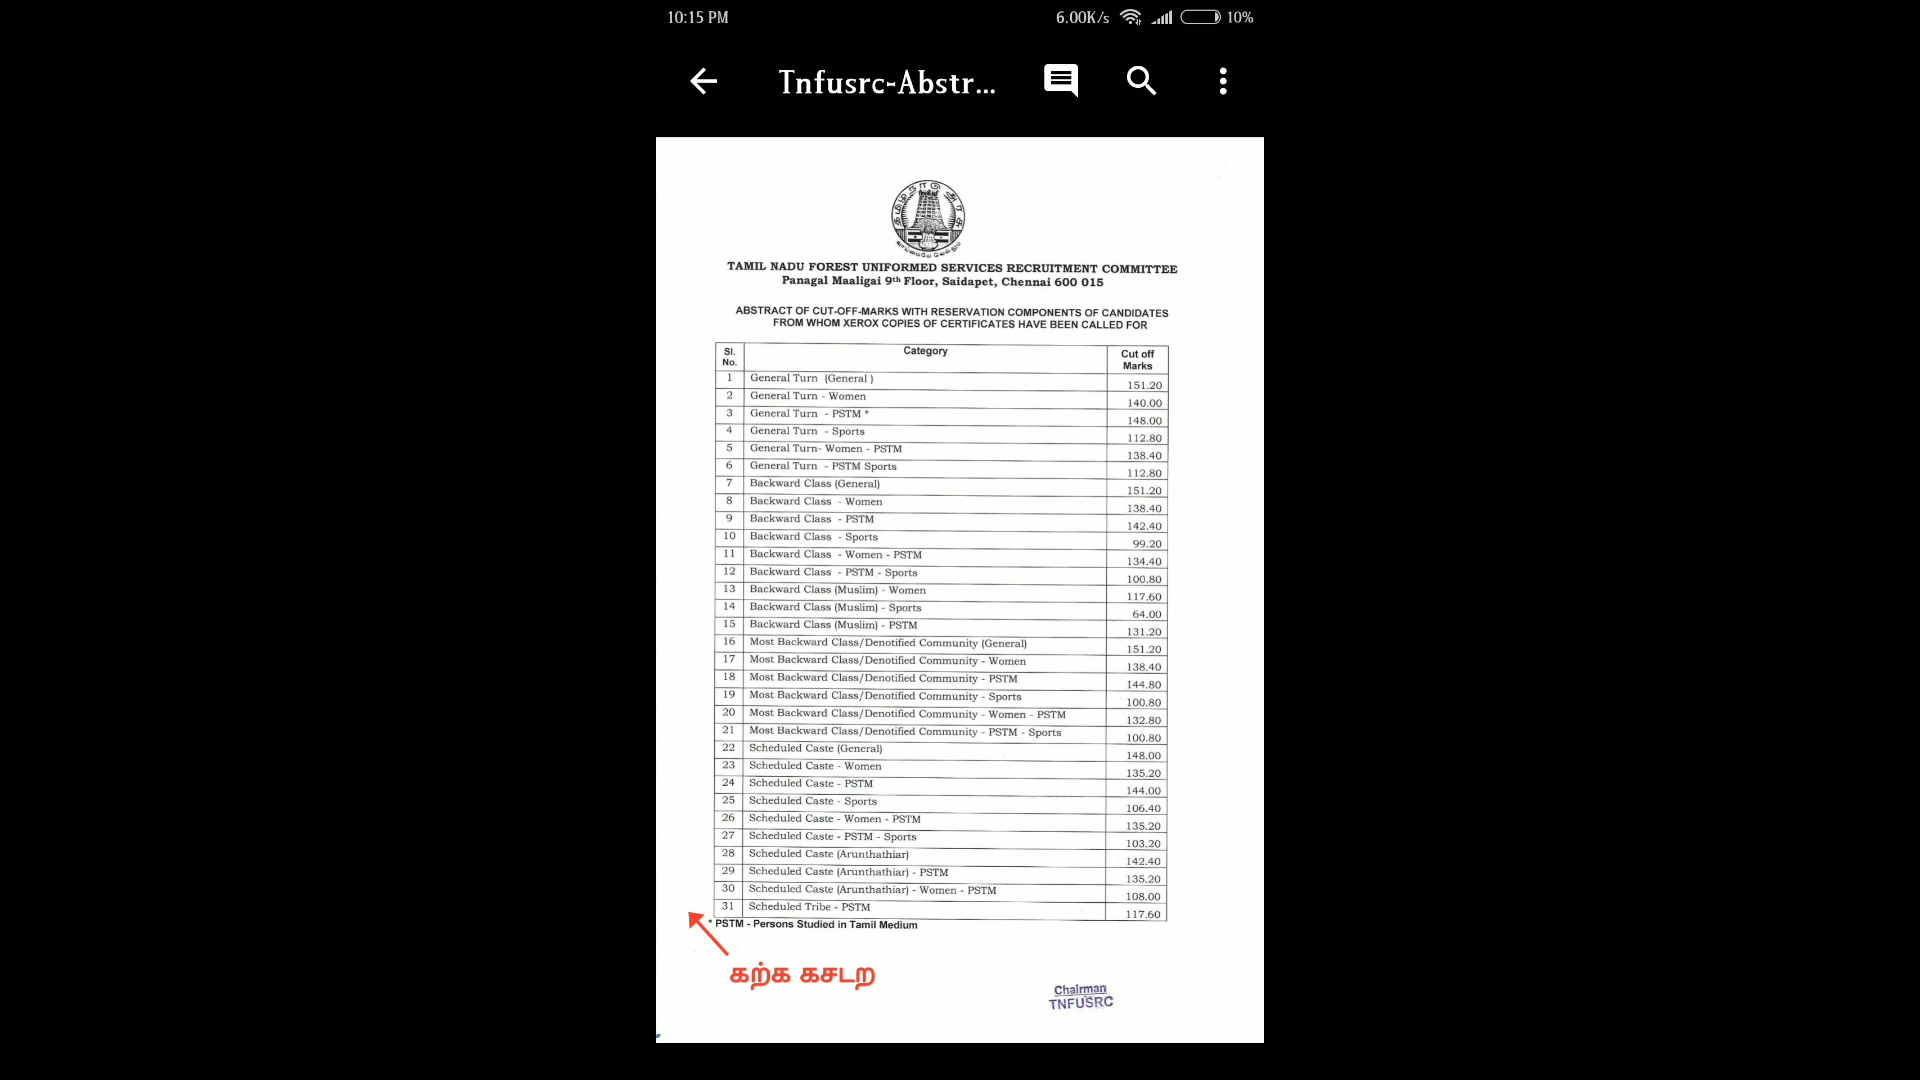 10:15 PM 6.00K/s 10%
Tnfusrc-Abstr...
TAMIL NADU FOREST UNIFORMED SERVICES RECRUITMENT COMMITTEE
Panagal Maaligai 9th Floor, Saidapet, Chennai 600 015
ABSTRACT OF CUT-OFF-MARKS WITH RESERVATION COMPONENTS OF CANDIDATES
FROM WHOM XEROX COPIES OF CERTIFICATES HAVE BEEN CALLED FOR
Sl. No. Category Cut off Marks
1 General Turn (General ) 151.20
2 General Turn - Women 140.00
3 General Turn - PSTM * 148.00
4 General Turn - Sports 112.80
5 General Turn- Women - PSTM 138.40
6 General Turn - PSTM Sports 112.80
7 Backward Class (General) 151.20
8 Backward Class - Women 138.40
9 Backward Class - PSTM 142.40
10 Backward Class - Sports 99.20
11 Backward Class - Women - PSTM 134.40
12 Backward Class - PSTM - Sports 100.80
13 Backward Class (Muslim) - Women 117.60
14 Backward Class (Muslim) - Sports 64.00
15 Backward Class (Muslim) - PSTM 131.20
16 Most Backward Class/Denotified Community (General) 151.20
17 Most Backward Class/Denotified Community - Women 138.40
18 Most Backward Class/Denotified Community - PSTM 144.80
19 Most Backward Class/Denotified Community - Sports 100.80
20 Most Backward Class/Denotified Community - Women - PSTM 132.80
21 Most Backward Class/Denotified Community - PSTM - Sports 100.80
22 Scheduled Caste (General) 148.00
23 Scheduled Caste - Women 135.20
24 Scheduled Caste - PSTM 144.00
25 Scheduled Caste - Sports 106.40
26 Scheduled Caste - Women - PSTM 135.20
27 Scheduled Caste - PSTM - Sports 103.20
28 Scheduled Caste (Arunthathiar) 142.40
29 Scheduled Caste (Arunthathiar) - PSTM 135.20
30 Scheduled Caste (Arunthathiar) - Women - PSTM 108.00
31 Scheduled Tribe - PSTM 117.60
* PSTM - Persons Studied in Tamil Medium
கற்க கசடற
Chairman
TNFUSRC